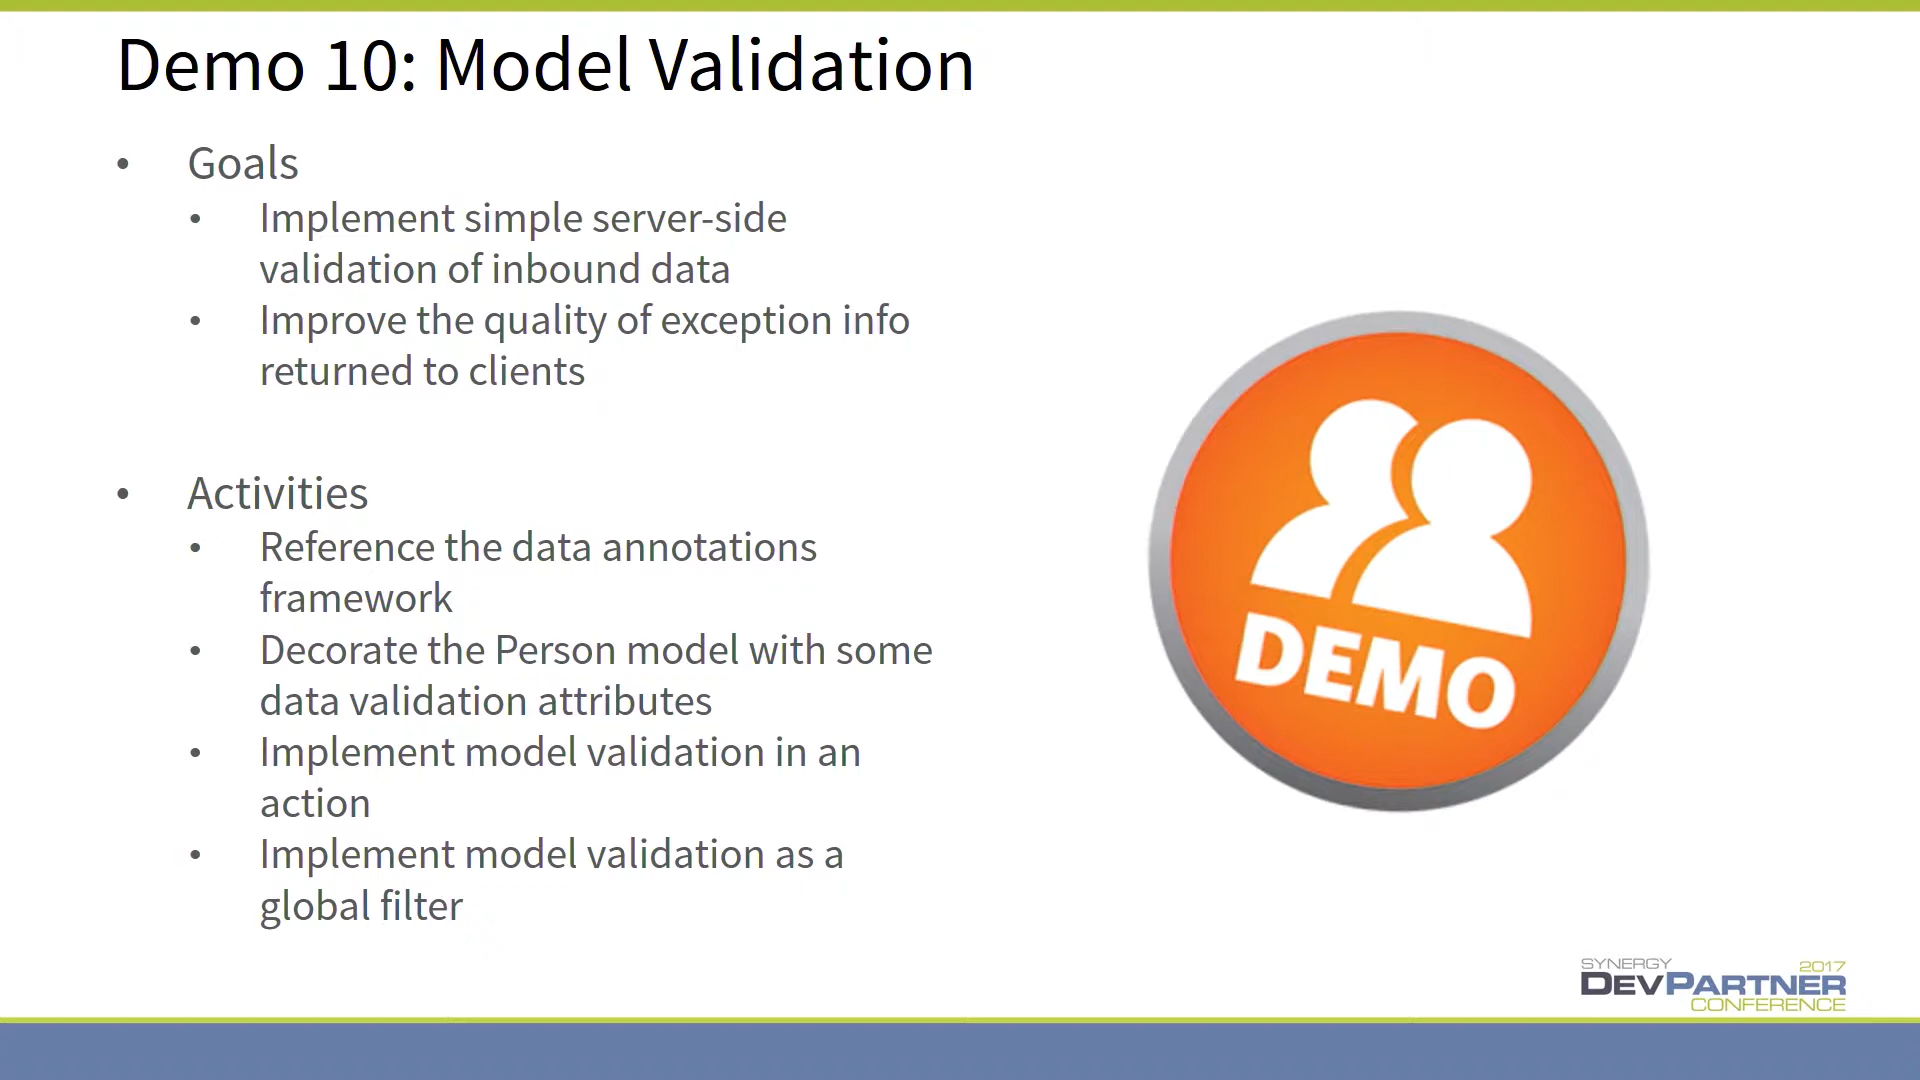 Demo 10: Model Validation
• Goals
• Implement simple server-side
validation of inbound data
• Improve the quality of exception info
returned to clients
• Activities
• Reference the data annotations
framework
• Decorate the Person model with some
data validation attributes
• Implement model validation in an
action
• Implement model validation as a
global filter
DEMO
SYNERGY 2017
DEVPARTNER
CONFERENCE